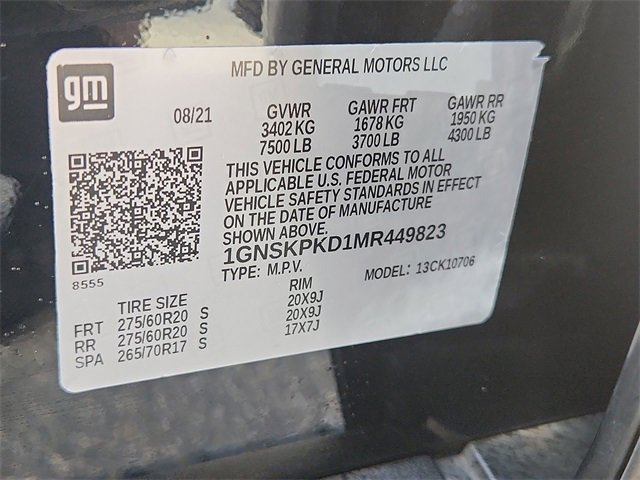 gm
MFD BY GENERAL MOTORS LLC
08/21
GVWR
3402 KG
7500 LB
GAWR FRT
1678 KG
3700 LB
GAWR RR
1950 KG
4300 LB
THIS VEHICLE CONFORMS TO ALL
APPLICABLE U.S. FEDERAL MOTOR
VEHICLE SAFETY STANDARDS IN EFFECT
ON THE DATE OF MANUFACTURE
SHOWN ABOVE.
1GNSKPKD1MR449823
TYPE: M.P.V.
MODEL: 13CK10706
8555
TIRE SIZE RIM
FRT 275/60R20 S 20X9J
RR 275/60R20 S 20X9J
SPA 265/70R17 S 17X7J